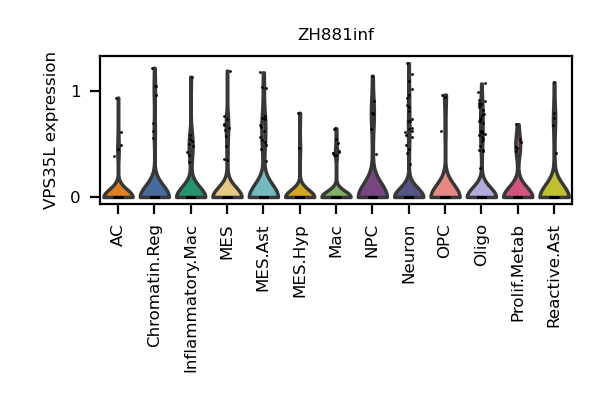 ZH881inf
VPS35L expression
1
0
AC
Chromatin.Reg
Inflammatory.Mac
MES
MES.Ast
MES.Hyp
Mac
NPC
Neuron
OPC
Oligo
Prolif.Metab
Reactive.Ast